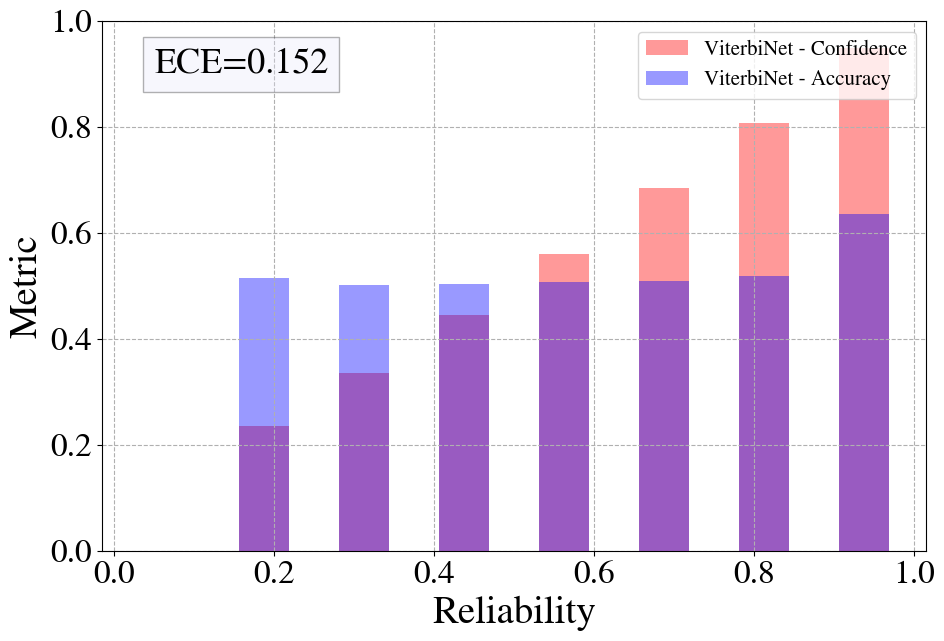 ECE=0.152
ViterbiNet - Confidence
ViterbiNet - Accuracy
Metric
1.0
0.8
0.6
0.4
0.2
0.0
0.0 0.2 0.4 0.6 0.8 1.0
Reliability